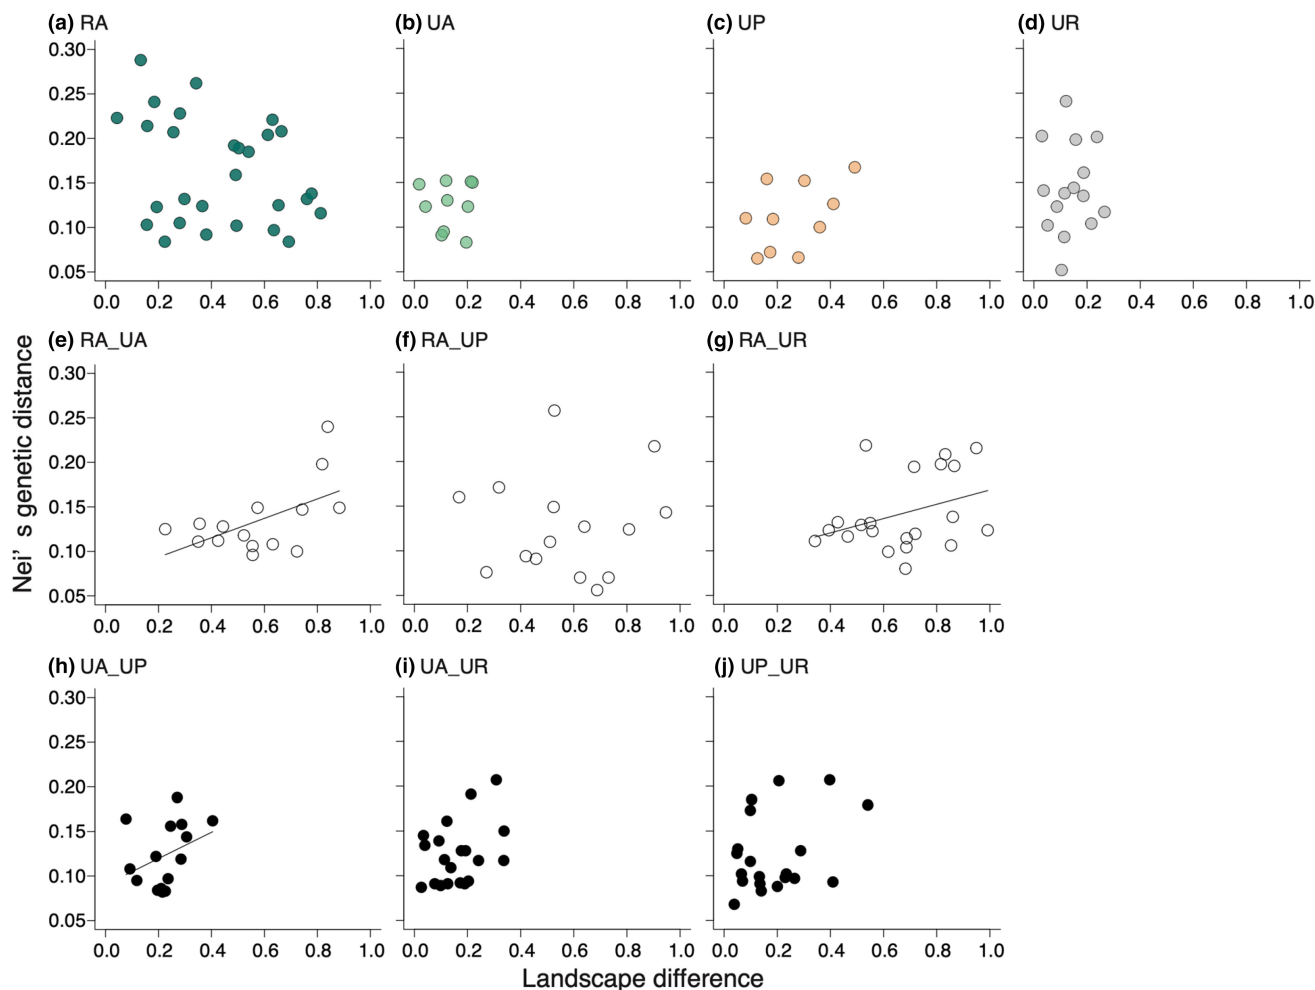 (a) RA
(b) UA
(c) UP
(d) UR
0.30
0.25
0.20
0.15
0.10
0.05
0.0 0.2 0.4 0.6 0.8 1.0
0.0 0.2 0.4 0.6 0.8 1.0
0.0 0.2 0.4 0.6 0.8 1.0
0.0 0.2 0.4 0.6 0.8 1.0
(e) RA_UA
(f) RA_UP
(g) RA_UR
Nei’ s genetic distance
0.30
0.25
0.20
0.15
0.10
0.05
0.0 0.2 0.4 0.6 0.8 1.0
0.0 0.2 0.4 0.6 0.8 1.0
0.0 0.2 0.4 0.6 0.8 1.0
(h) UA_UP
(i) UA_UR
(j) UP_UR
0.30
0.25
0.20
0.15
0.10
0.05
0.0 0.2 0.4 0.6 0.8 1.0
0.0 0.2 0.4 0.6 0.8 1.0
0.0 0.2 0.4 0.6 0.8 1.0
Landscape difference